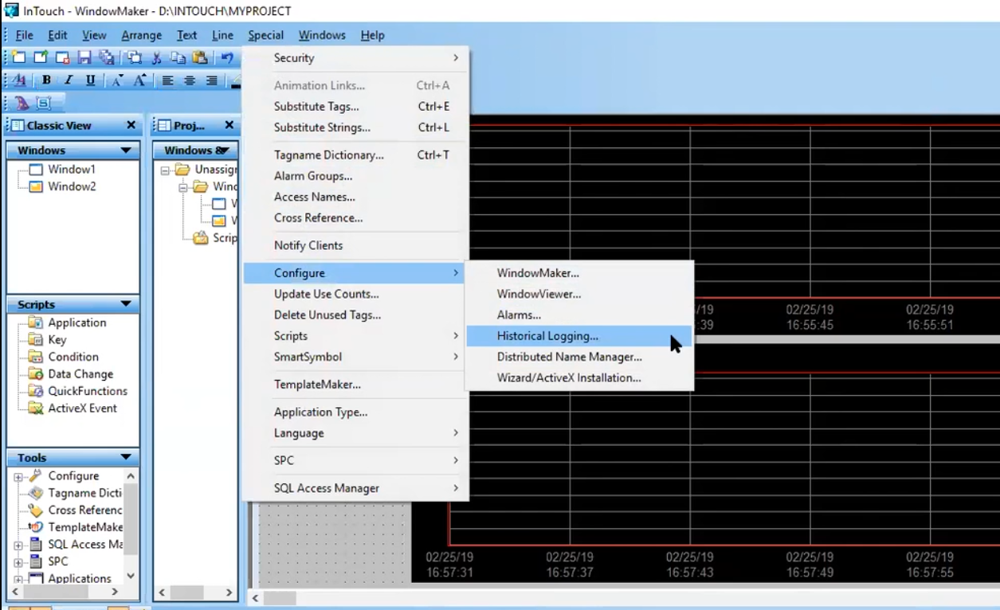 InTouch - WindowMaker - D:\INTOUCH\MYPROJECT
File Edit View Arrange Text Line Special Windows Help
B I U
Classic View
Windows
Window1
Window2
Scripts
Application
Key
Condition
Data Change
QuickFunctions
ActiveX Event
Tools
Configure
Tagname Dicti
Cross Referenc
TemplateMake
SQL Access Ma
SPC
Applications
Proj...
Windows &
Unassign
Wind
W
W
Scrip
Security
Animation Links... Ctrl+A
Substitute Tags... Ctrl+E
Substitute Strings... Ctrl+L
Tagname Dictionary... Ctrl+T
Alarm Groups...
Access Names...
Cross Reference...
Notify Clients
Configure
Update Use Counts...
Delete Unused Tags...
Scripts
SmartSymbol
TemplateMaker...
Application Type...
Language
SPC
SQL Access Manager
WindowMaker...
WindowViewer...
Alarms...
Historical Logging...
Distributed Name Manager...
Wizard/ActiveX Installation...
/19 02/25/19 02/25/19
:39 16:55:45 16:55:51
02/25/19 02/25/19 02/25/19 02/25/19 02/25/19
16:57:31 16:57:37 16:57:43 16:57:49 16:57:55